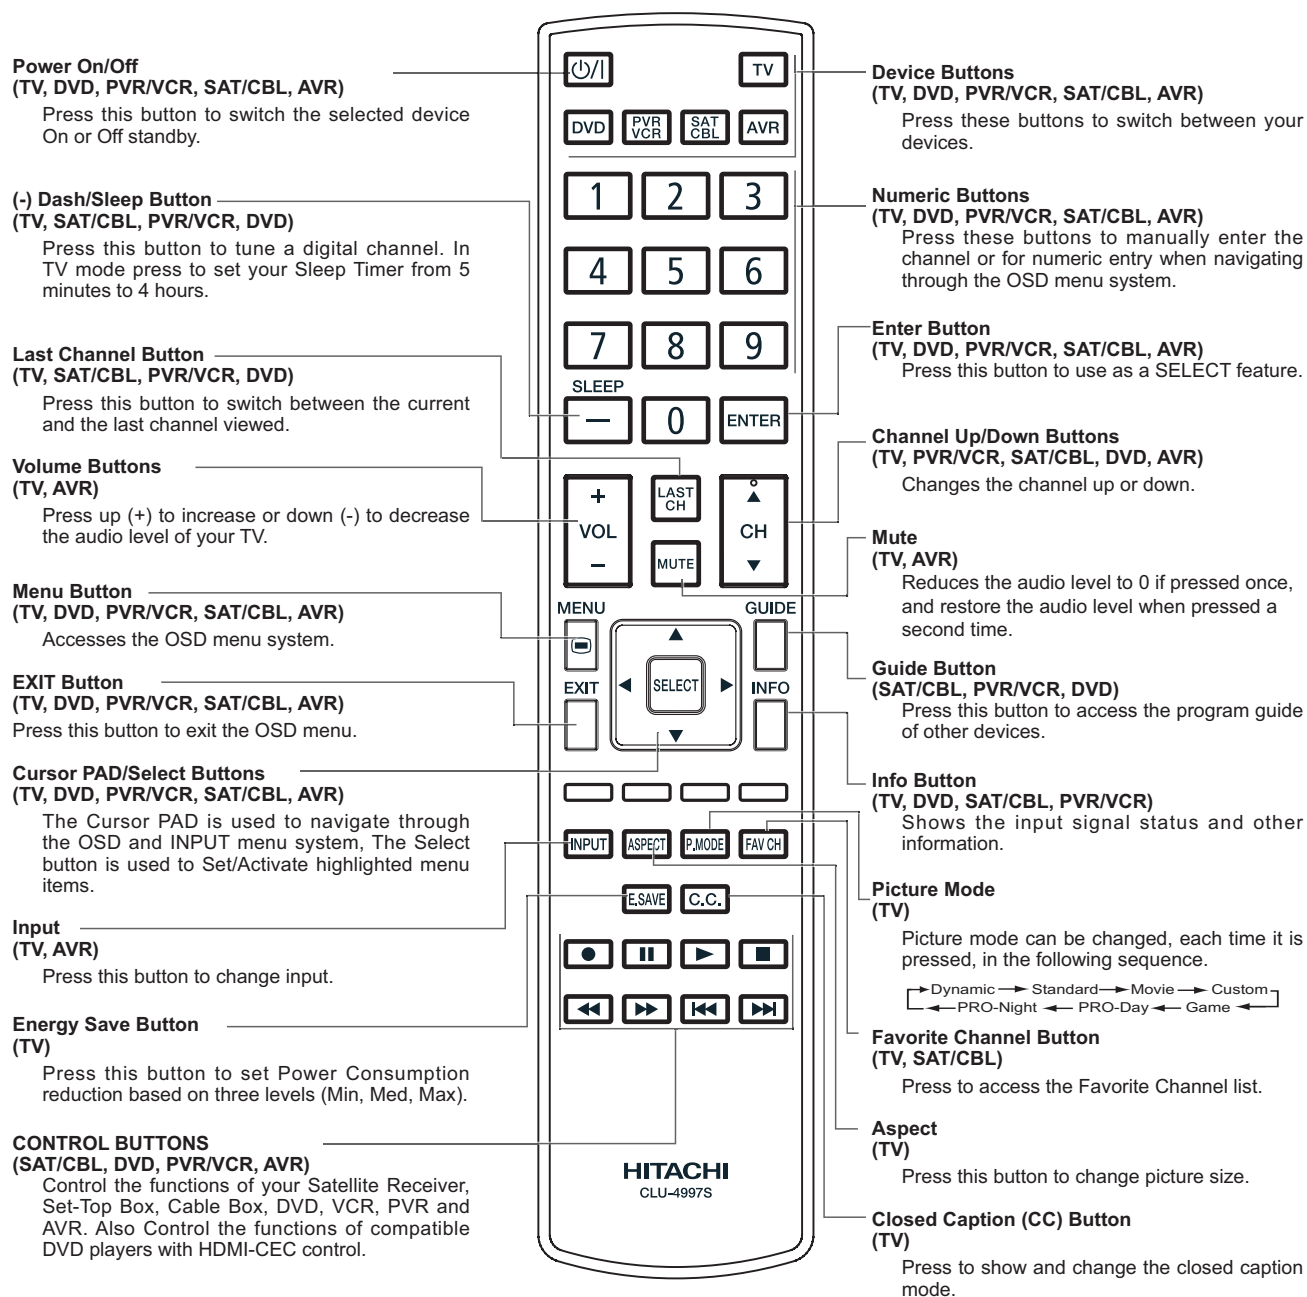 Power On/Off
(TV, DVD, PVR/VCR, SAT/CBL, AVR)
Press this button to switch the selected device
On or Off standby.
(-) Dash/Sleep Button
(TV, SAT/CBL, PVR/VCR, DVD)
Press this button to tune a digital channel. In
TV mode press to set your Sleep Timer from 5
minutes to 4 hours.
Last Channel Button
(TV, SAT/CBL, PVR/VCR, DVD)
Press this button to switch between the current
and the last channel viewed.
Volume Buttons
(TV, AVR)
Press up (+) to increase or down (-) to decrease
the audio level of your TV.
Menu Button
(TV, DVD, PVR/VCR, SAT/CBL, AVR)
Accesses the OSD menu system.
EXIT Button
(TV, DVD, PVR/VCR, SAT/CBL, AVR)
Press this button to exit the OSD menu.
Cursor PAD/Select Buttons
(TV, DVD, PVR/VCR, SAT/CBL, AVR)
The Cursor PAD is used to navigate through
the OSD and INPUT menu system, The Select
button is used to Set/Activate highlighted menu
items.
Input
(TV, AVR)
Press this button to change input.
Energy Save Button
(TV)
Press this button to set Power Consumption
reduction based on three levels (Min, Med, Max).
CONTROL BUTTONS
(SAT/CBL, DVD, PVR/VCR, AVR)
Control the functions of your Satellite Receiver,
Set-Top Box, Cable Box, DVD, VCR, PVR and
AVR. Also Control the functions of compatible
DVD players with HDMI-CEC control.
TV
DVD
PVR
VCR
SAT
CBL
AVR
1 2 3
4 5 6
7 8 9
SLEEP
— 0 ENTER
+
VOL
-
LAST
CH
MUTE
CH
MENU
GUIDE
EXIT
SELECT
INFO
INPUT ASPECT P.MODE FAV CH
E.SAVE C.C.
HITACHI
CLU-4997S
Device Buttons
(TV, DVD, PVR/VCR, SAT/CBL, AVR)
Press these buttons to switch between your
devices.
Numeric Buttons
(TV, DVD, PVR/VCR, SAT/CBL, AVR)
Press these buttons to manually enter the
channel or for numeric entry when navigating
through the OSD menu system.
Enter Button
(TV, DVD, PVR/VCR, SAT/CBL, AVR)
Press this button to use as a SELECT feature.
Channel Up/Down Buttons
(TV, PVR/VCR, SAT/CBL, DVD, AVR)
Changes the channel up or down.
Mute
(TV, AVR)
Reduces the audio level to 0 if pressed once,
and restore the audio level when pressed a
second time.
Guide Button
(SAT/CBL, PVR/VCR, DVD)
Press this button to access the program guide
of other devices.
Info Button
(TV, DVD, SAT/CBL, PVR/VCR)
Shows the input signal status and other
information.
Picture Mode
(TV)
Picture mode can be changed, each time it is
pressed, in the following sequence.
Dynamic Standard Movie Custom
PRO-Night PRO-Day Game
Favorite Channel Button
(TV, SAT/CBL)
Press to access the Favorite Channel list.
Aspect
(TV)
Press this button to change picture size.
Closed Caption (CC) Button
(TV)
Press to show and change the closed caption
mode.